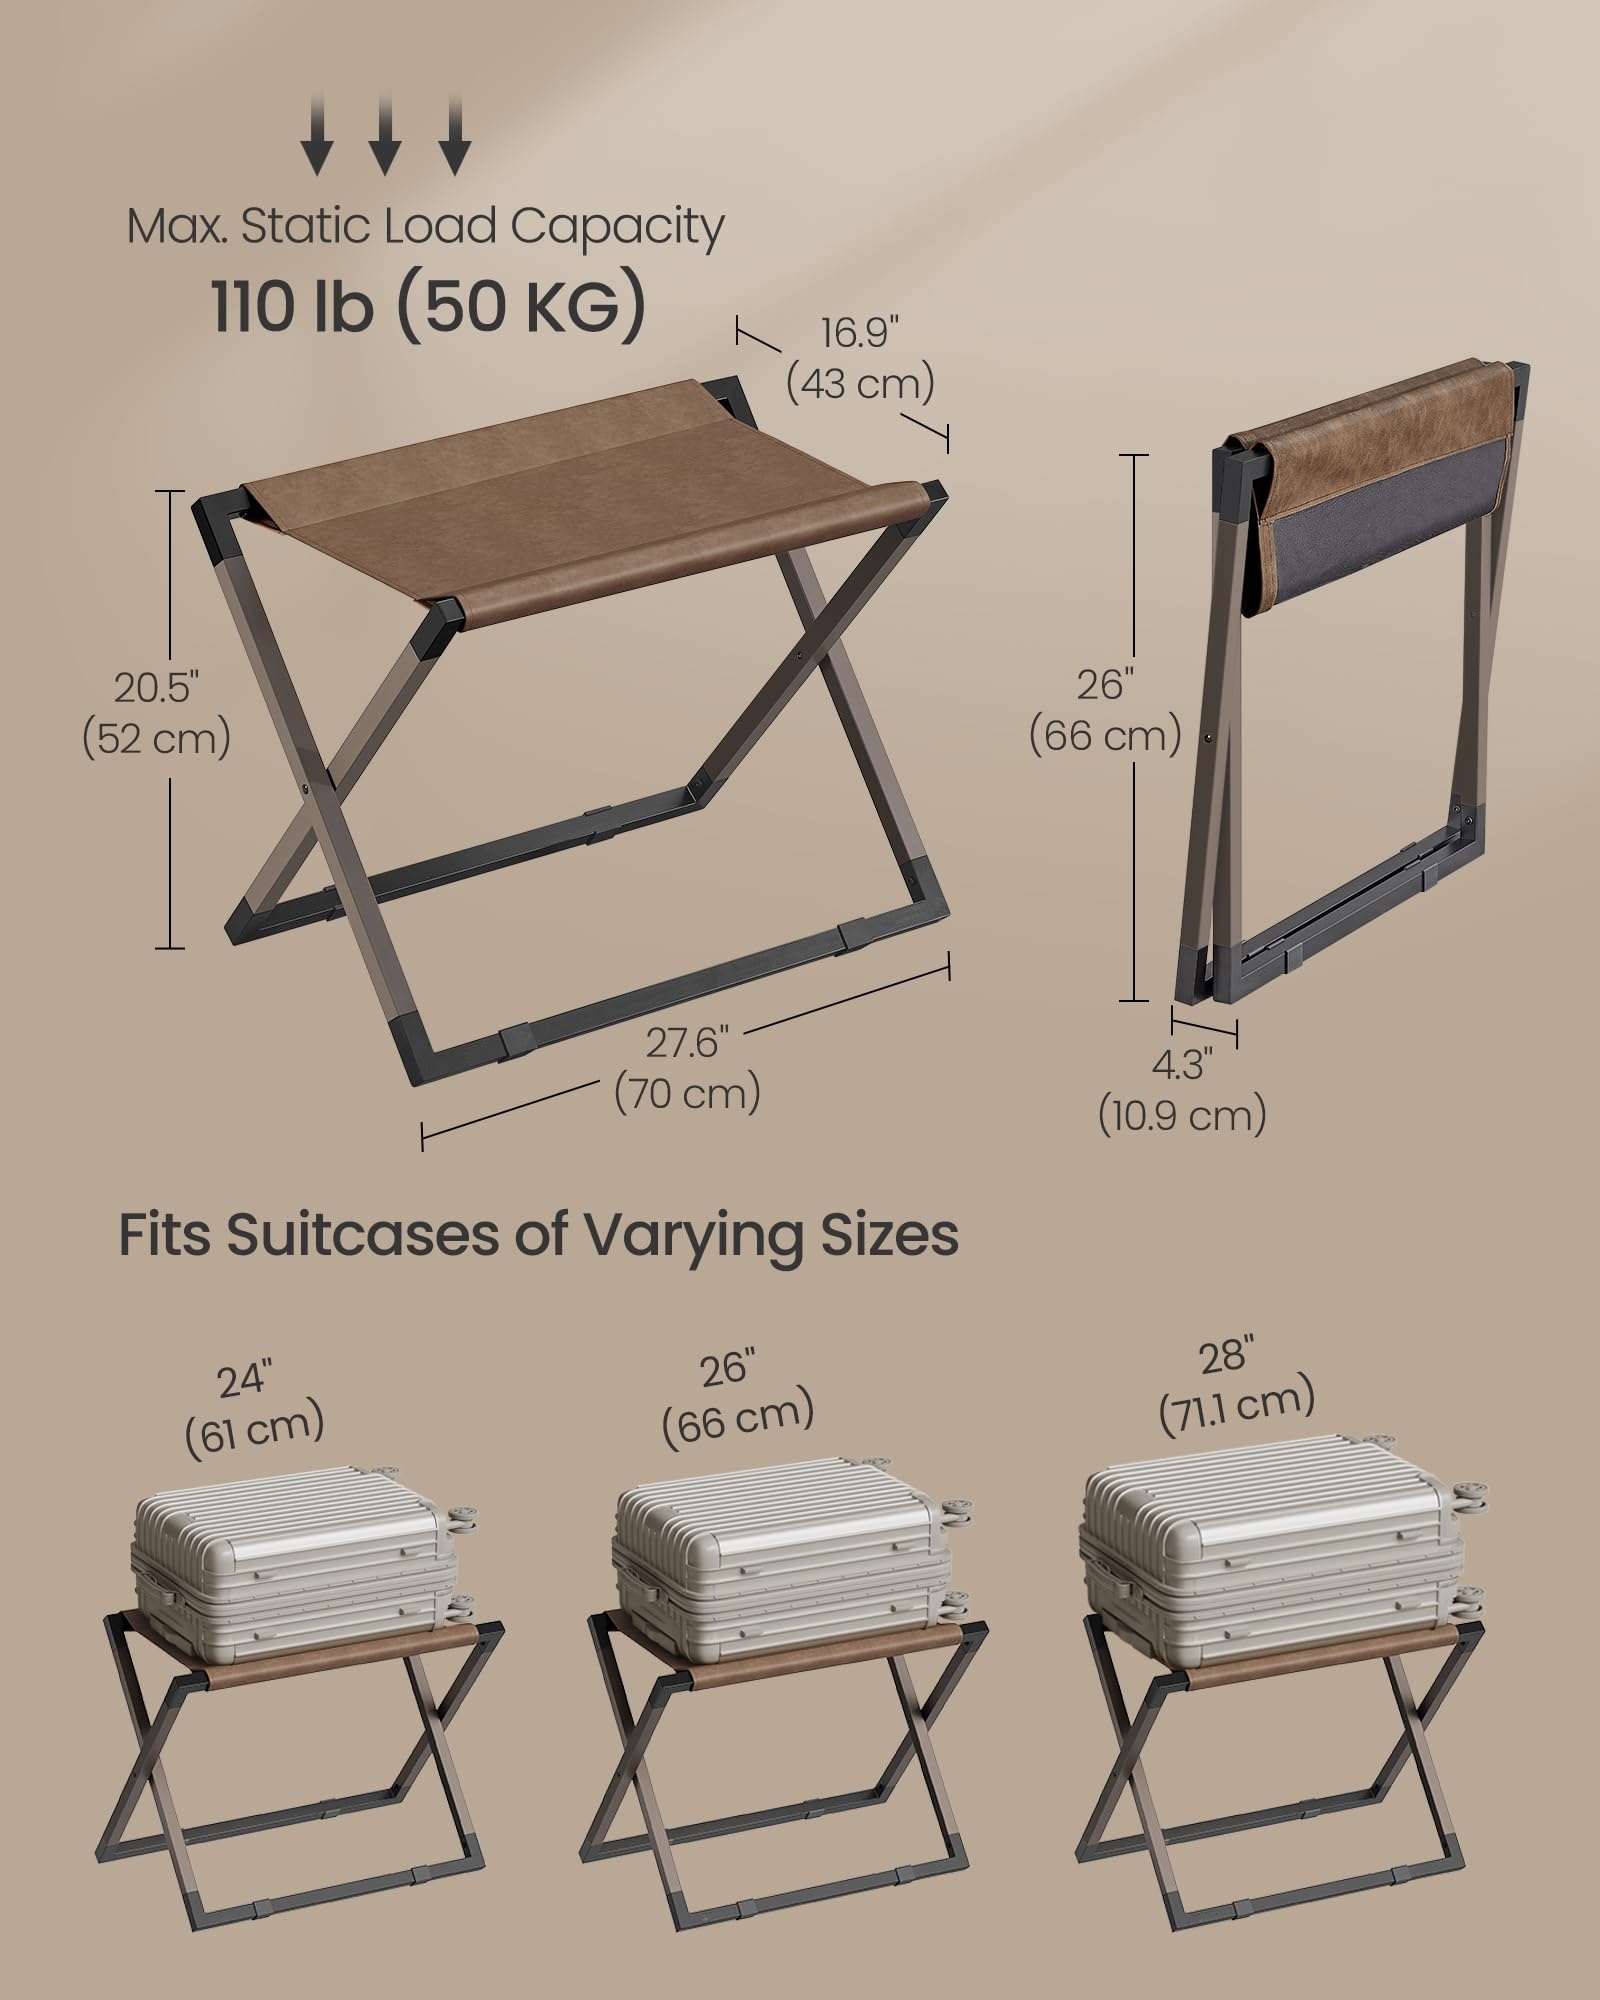 Max. Static Load Capacity
110 lb (50 KG)
16.9"
(43 cm)
20.5"
(52 cm)
26"
(66 cm)
27.6"
(70 cm)
4.3"
(10.9 cm)
Fits Suitcases of Varying Sizes
24"
(61 cm)
26"
(66 cm)
28"
(71.1 cm)